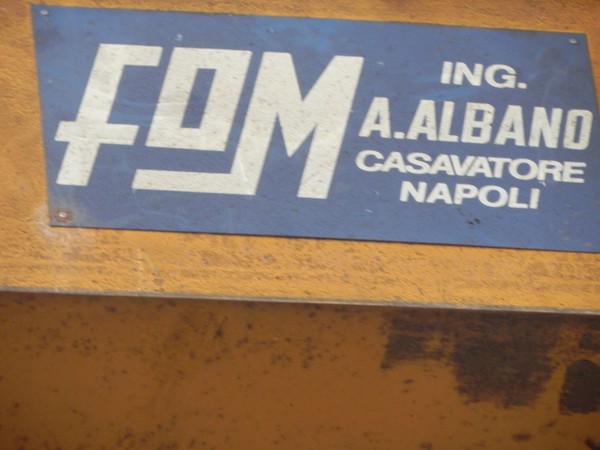 FOM
ING.
A.ALBANO
CASAVATORE
NAPOLI